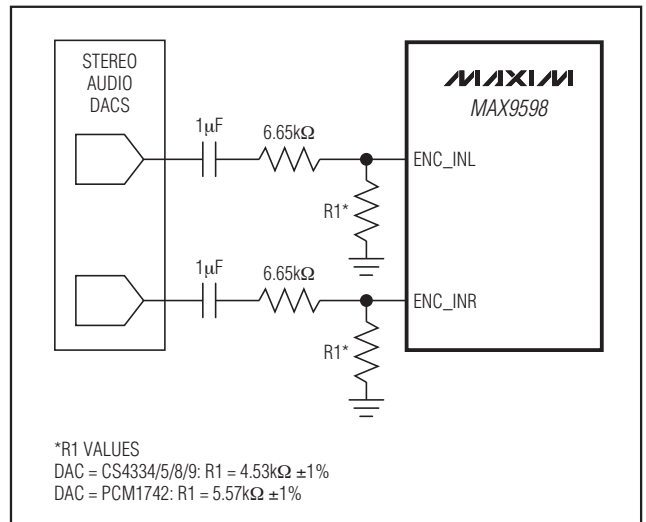 STEREO
AUDIO
DACS
MAXIM
MAX9598
1μF
6.65kΩ
ENC_INL
R1*
1μF
6.65kΩ
ENC_INR
R1*
*R1 VALUES
DAC = CS4334/5/8/9: R1 = 4.53kΩ ±1%
DAC = PCM1742: R1 = 5.57kΩ ±1%